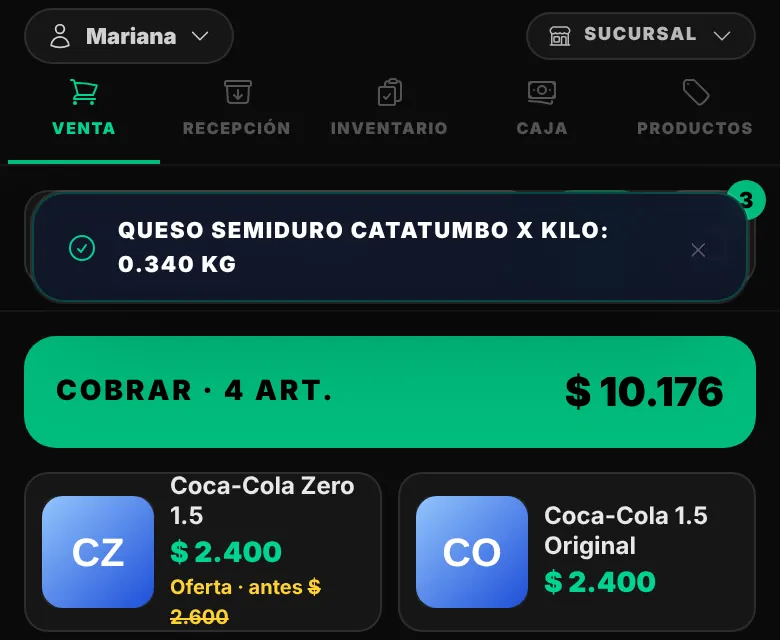 Mariana
SUCURSAL
VENTA
RECEPCIÓN
INVENTARIO
CAJA
PRODUCTOS
3
QUESO SEMIDURO CATATUMBO X KILO:
0.340 KG
COBRAR · 4 ART.
$ 10.176
CZ
Coca-Cola Zero
1.5
$ 2.400
Oferta · antes $
2.600
CO
Coca-Cola 1.5
Original
$ 2.400